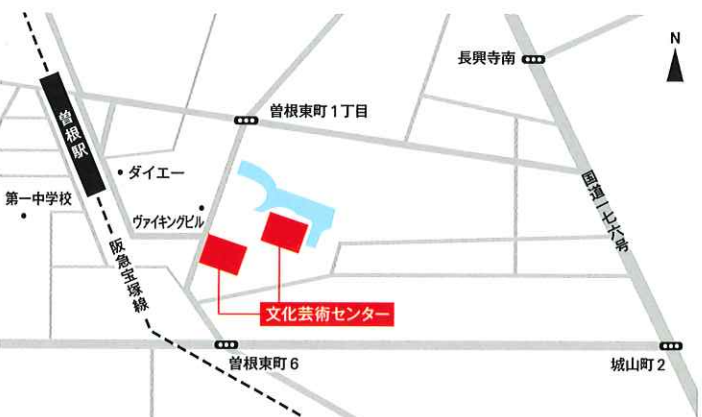 N
長興寺南
曽根東町1丁目
曽根駅
・ダイエー
第一中学校
ヴァイキングビル
国道一七六号
阪急宝塚線
文化芸術センター
曽根東町6
城山町2